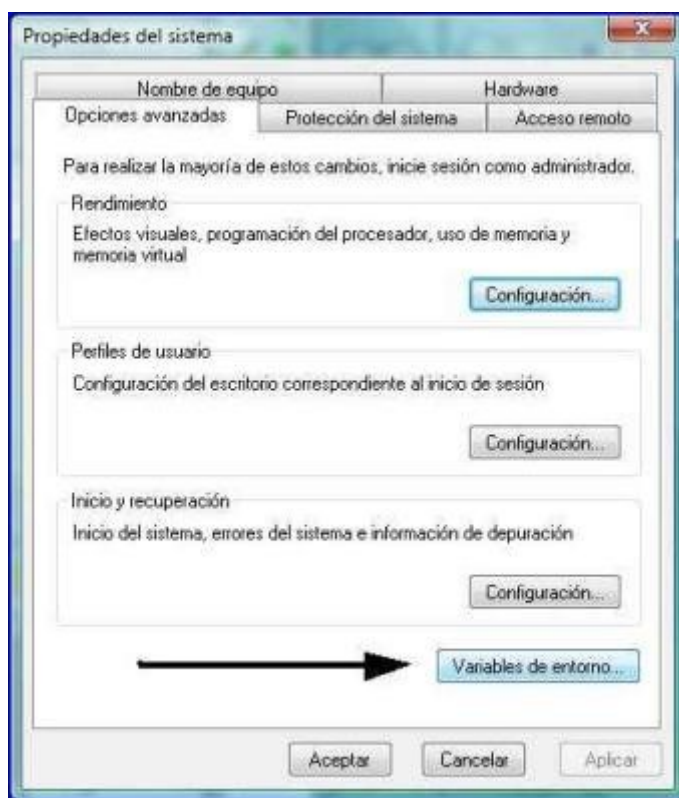 Propiedades del sistema
Nombre de equipo
Hardware
Opciones avanzadas
Protección del sistema
Acceso remoto
Para realizar la mayoría de estos cambios, inicie sesión como administrador.
Rendimiento
Efectos visuales, programación del procesador, uso de memoria y
memoria virtual
Configuración...
Perfiles de usuario
Configuración del escritorio correspondiente al inicio de sesión
Configuración...
Inicio y recuperación
Inicio del sistema, errores del sistema e información de depuración
Configuración...
Variables de entorno...
Aceptar
Cancelar
Aplicar